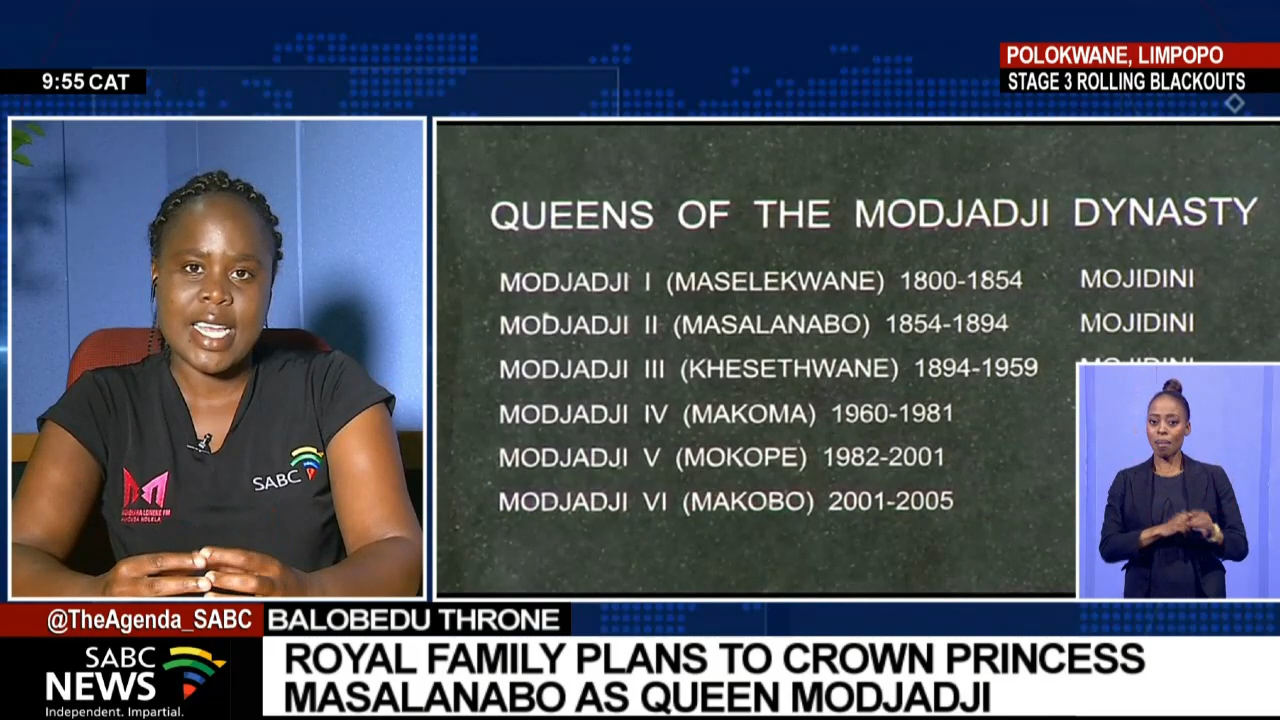 POLOKWANE, LIMPOPO
9:55 CAT
STAGE 3 ROLLING BLACKOUTS
QUEENS OF THE MODJADJI DYNASTY
MODJADJI I (MASELEKWANE) 1800-1854 MOJIDINI
MODJADJI II (MASALANABO) 1854-1894 MOJIDINI
MODJADJI III (KHESETHWANE) 1894-1959
MODJADJI IV (MAKOMA) 1960-1981
MODJADJI V (MOKOPE) 1982-2001
MODJADJI VI (MAKOBO) 2001-2005
SABC
@TheAgenda_SABC
BALOBEDU THRONE
SABC
NEWS
Independent. Impartial.
ROYAL FAMILY PLANS TO CROWN PRINCESS
MASALANABO AS QUEEN MODJADJI